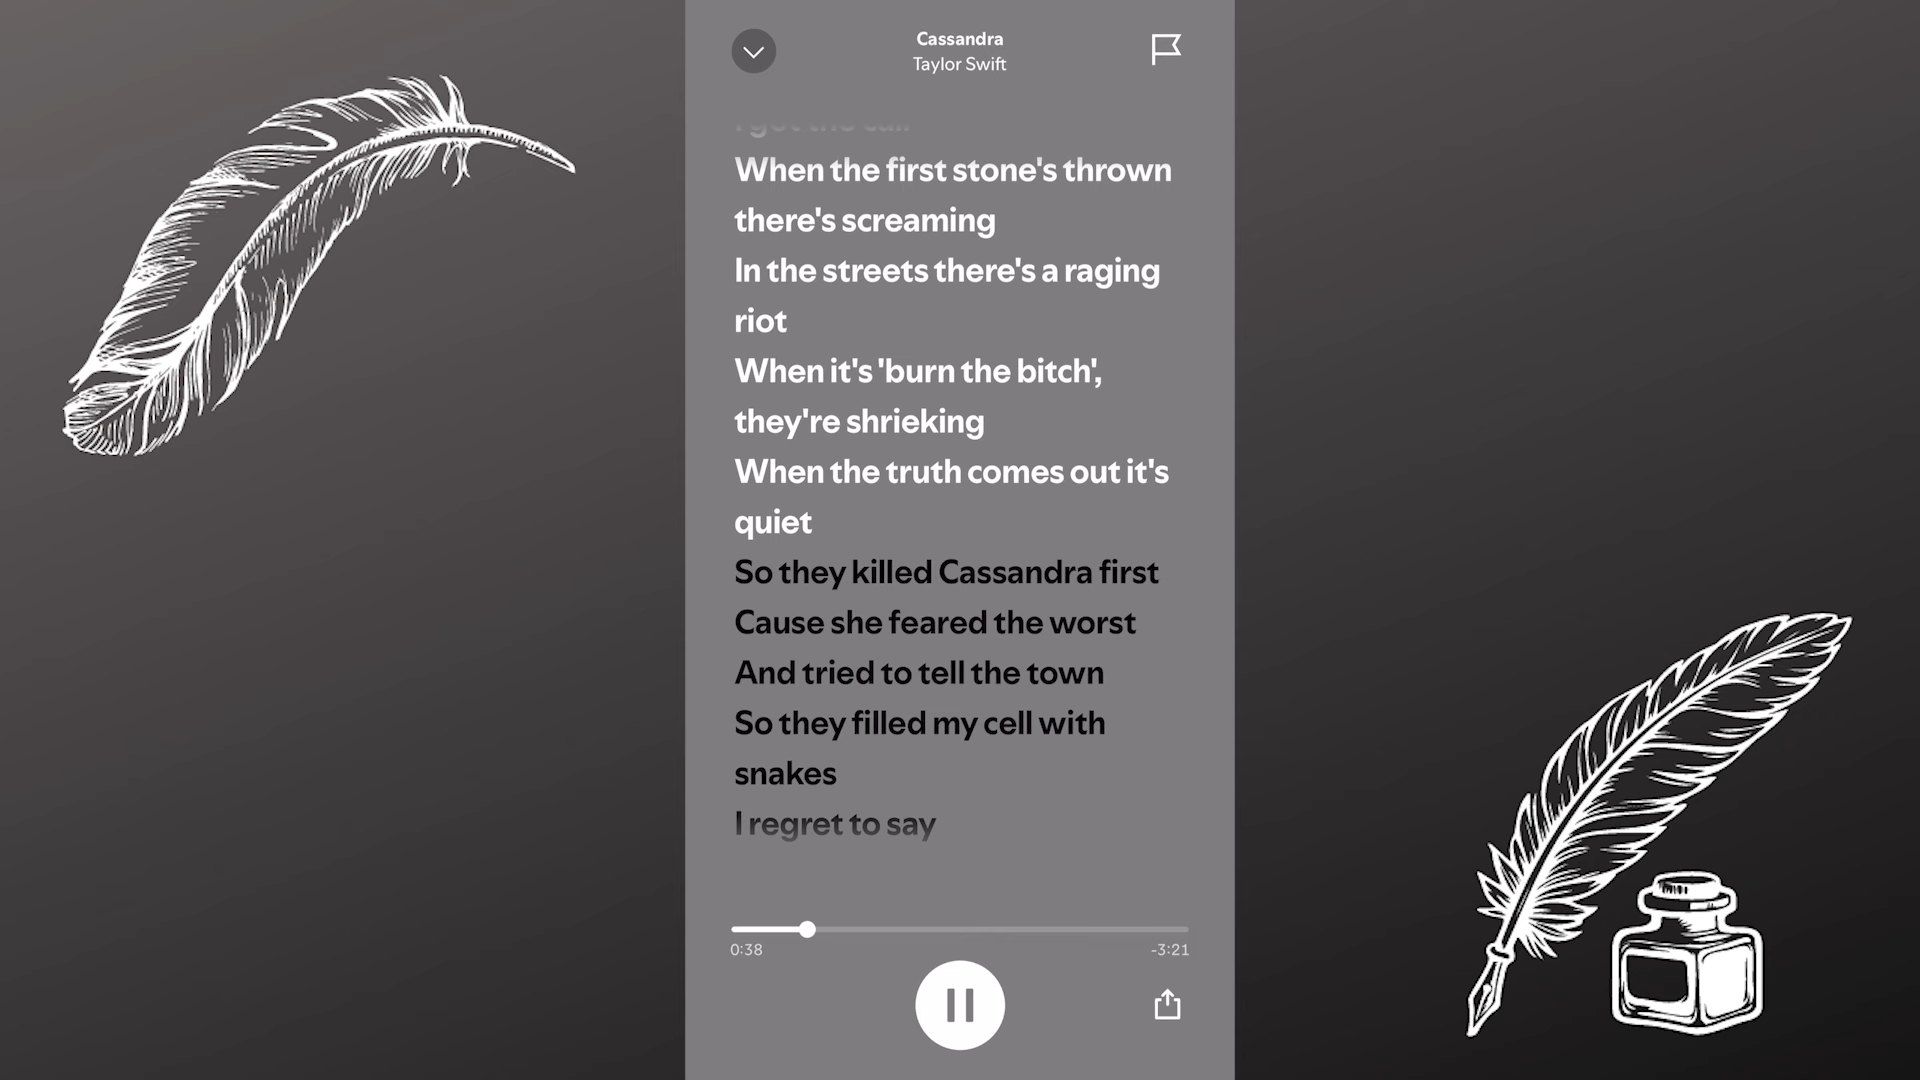 Cassandra
Taylor Swift
I got the call
When the first stone's thrown
there's screaming
In the streets there's a raging
riot
When it's 'burn the bitch',
they're shrieking
When the truth comes out it's
quiet
So they killed Cassandra first
Cause she feared the worst
And tried to tell the town
So they filled my cell with
snakes
I regret to say
0:38
-3:21